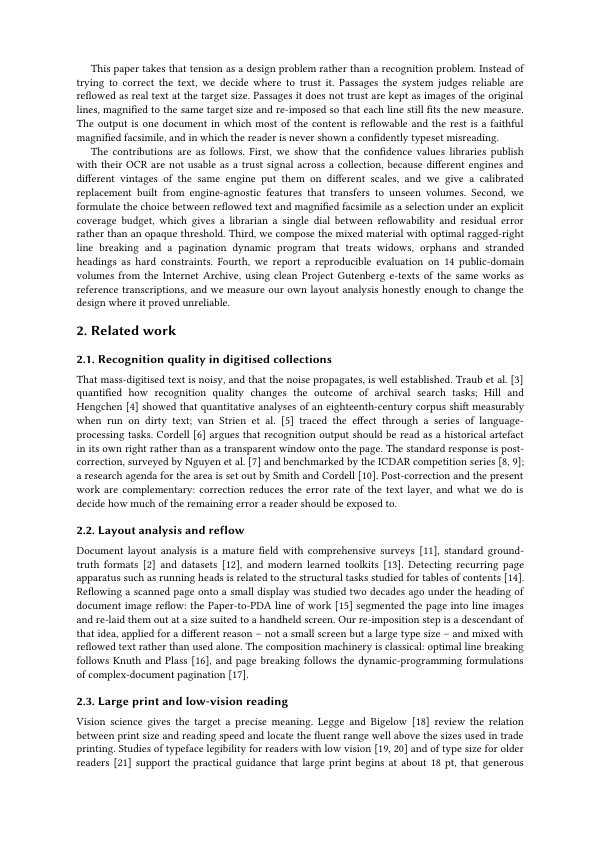 This paper takes that tension as a design problem rather than a recognition problem. Instead of
trying to correct the text, we decide where to trust it. Passages the system judges reliable are
reflowed as real text at the target size. Passages it does not trust are kept as images of the original
lines, magnified to the same target size and re-imposed so that each line still fits the new measure.
The output is one document in which most of the content is reflowable and the rest is a faithful
magnified facsimile, and in which the reader is never shown a confidently typeset misreading.
The contributions are as follows. First, we show that the confidence values libraries publish
with their OCR are not usable as a trust signal across a collection, because different engines and
different vintages of the same engine put them on different scales, and we give a calibrated
replacement built from engine-agnostic features that transfers to unseen volumes. Second, we
formulate the choice between reflowed text and magnified facsimile as a selection under an explicit
coverage budget, which gives a librarian a single dial between reflowability and residual error
rather than an opaque threshold. Third, we compose the mixed material with optimal ragged-right
line breaking and a pagination dynamic program that treats widows, orphans and stranded
headings as hard constraints. Fourth, we report a reproducible evaluation on 14 public-domain
volumes from the Internet Archive, using clean Project Gutenberg e-texts of the same works as
reference transcriptions, and we measure our own layout analysis honestly enough to change the
design where it proved unreliable.
2. Related work
2.1. Recognition quality in digitised collections
That mass-digitised text is noisy, and that the noise propagates, is well established. Traub et al. [3]
quantified how recognition quality changes the outcome of archival search tasks; Hill and
Hengchen [4] showed that quantitative analyses of an eighteenth-century corpus shift measurably
when run on dirty text; van Strien et al. [5] traced the effect through a series of language-
processing tasks. Cordell [6] argues that recognition output should be read as a historical artefact
in its own right rather than as a transparent window onto the page. The standard response is post-
correction, surveyed by Nguyen et al. [7] and benchmarked by the ICDAR competition series [8, 9];
a research agenda for the area is set out by Smith and Cordell [10]. Post-correction and the present
work are complementary: correction reduces the error rate of the text layer, and what we do is
decide how much of the remaining error a reader should be exposed to.
2.2. Layout analysis and reflow
Document layout analysis is a mature field with comprehensive surveys [11], standard ground-
truth formats [2] and datasets [12], and modern learned toolkits [13]. Detecting recurring page
apparatus such as running heads is related to the structural tasks studied for tables of contents [14].
Reflowing a scanned page onto a small display was studied two decades ago under the heading of
document image reflow: the Paper-to-PDA line of work [15] segmented the page into line images
and re-laid them out at a size suited to a handheld screen. Our re-imposition step is a descendant of
that idea, applied for a different reason – not a small screen but a large type size – and mixed with
reflowed text rather than used alone. The composition machinery is classical: optimal line breaking
follows Knuth and Plass [16], and page breaking follows the dynamic-programming formulations
of complex-document pagination [17].
2.3. Large print and low-vision reading
Vision science gives the target a precise meaning. Legge and Bigelow [18] review the relation
between print size and reading speed and locate the fluent range well above the sizes used in trade
printing. Studies of typeface legibility for readers with low vision [19, 20] and of type size for older
readers [21] support the practical guidance that large print begins at about 18 pt, that generous